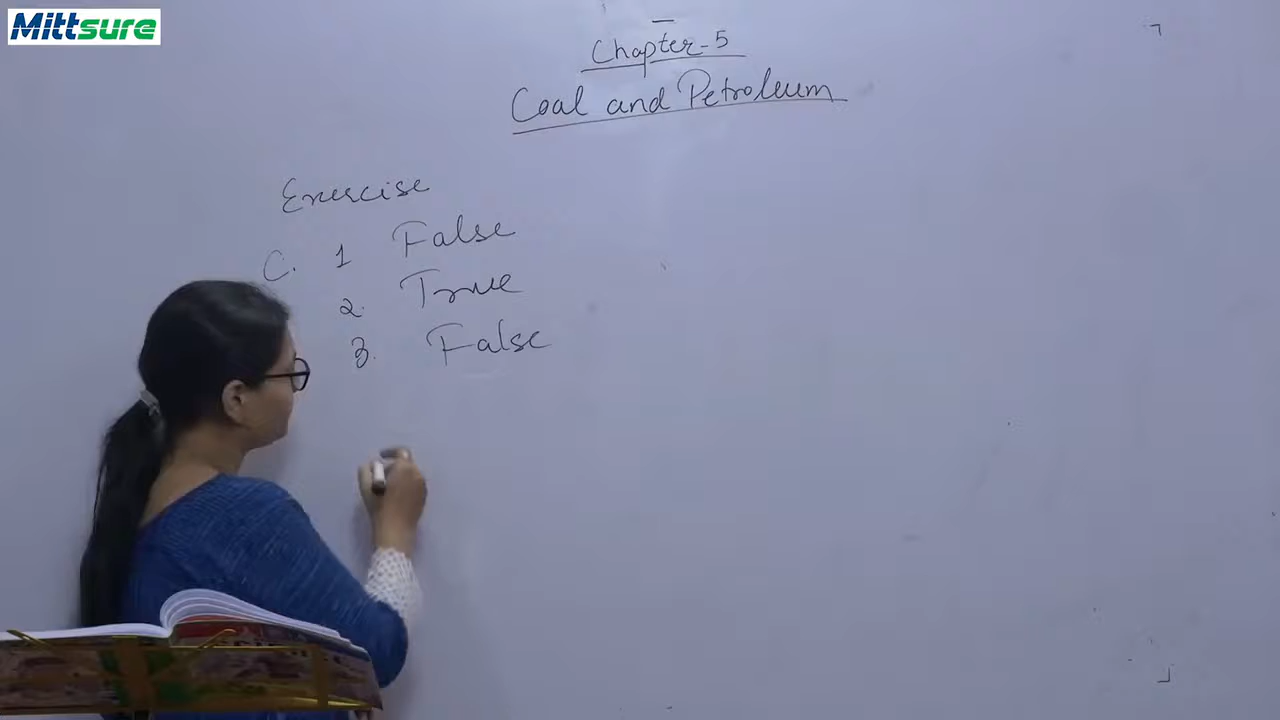 Mittsure
Chapter-5
Coal and Petroleum
Exercise
C. 1 False
2. True
3. False